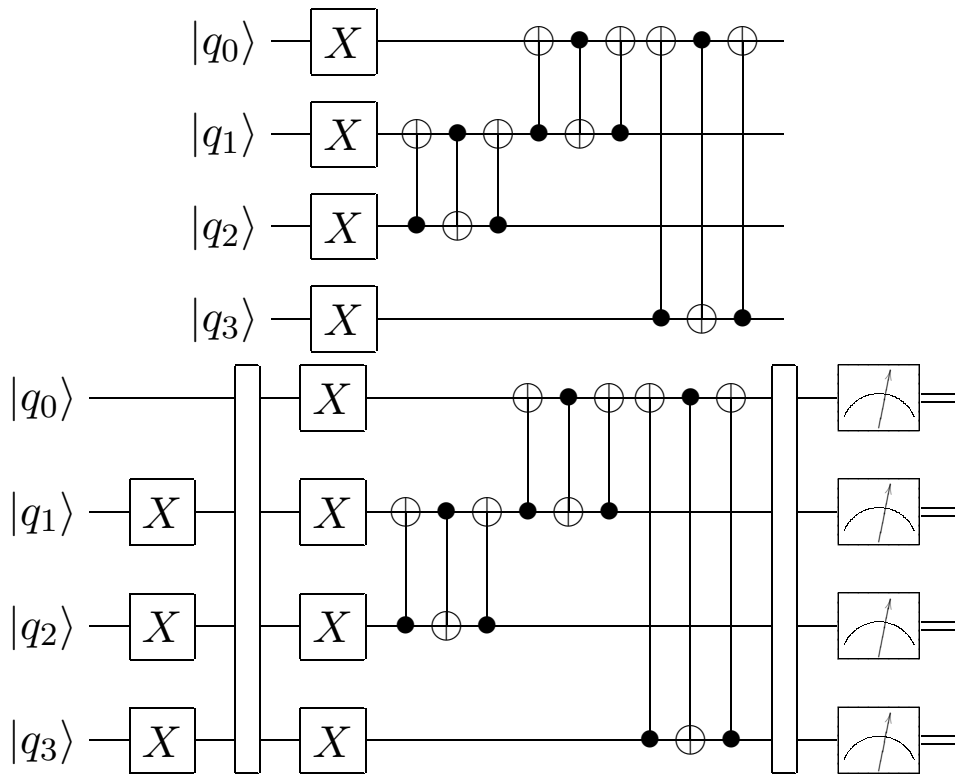 |q₀⟩ X
|q₁⟩ X
|q₂⟩ X
|q₃⟩ X
|q₀⟩ X
|q₁⟩ X X
|q₂⟩ X X
|q₃⟩ X X